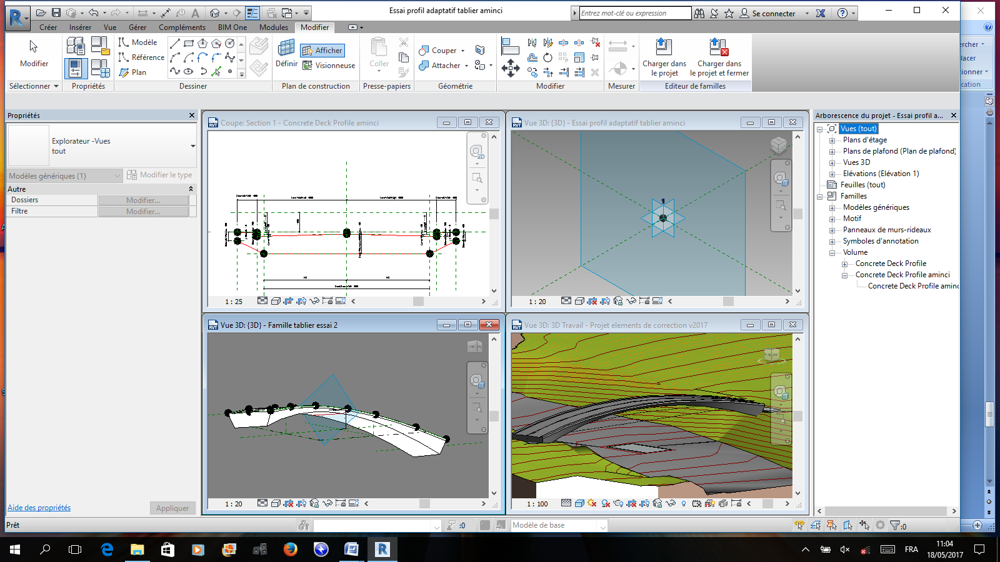 Essai profil adaptatif tablier aminci
Entrez mot-clé ou expression
Se connecter
Créer Insérer Vue Gérer Compléments BIM One Modules Modifier
Modifier
Sélectionner
Propriétés
Modèle
Référence
Plan
Dessiner
Définir
Afficher
Visionneuse
Plan de construction
Coller
Presse-papiers
Couper
Attacher
Géométrie
Modifier
Mesurer
Charger dans
le projet
Charger dans
le projet et fermer
Editeur de familles
ercher
lacer
ionner
cation
Propriétés
Explorateur -Vues
tout
Modèles génériques (1)
Modifier le type
Autre
Dossiers Modifier...
Filtre Modifier...
Aide des propriétés
Appliquer
Coupe: Section 1 - Concrete Deck Profile aminci
2D
1 : 25
Vue 3D: {3D} - Essai profil adaptatif tablier aminci
1
1 : 20
Vue 3D: {3D} - Famille tablier essai 2
1 : 20
Vue 3D: 3D Travail - Projet elements de correction v2017
1 : 100
Arborescence du projet - Essai profil a...
Vues (tout)
Plans d'étage
Plans de plafond (Plan de plafond)
Vues 3D
Elévations (Elévation 1)
Feuilles (tout)
Familles
Modèles génériques
Motif
Panneaux de murs-rideaux
Symboles d'annotation
Volume
Concrete Deck Profile
Concrete Deck Profile aminci
Concrete Deck Profile aminc
Prêt
:0
Modèle de base
:0
FRA
11:04
18/05/2017